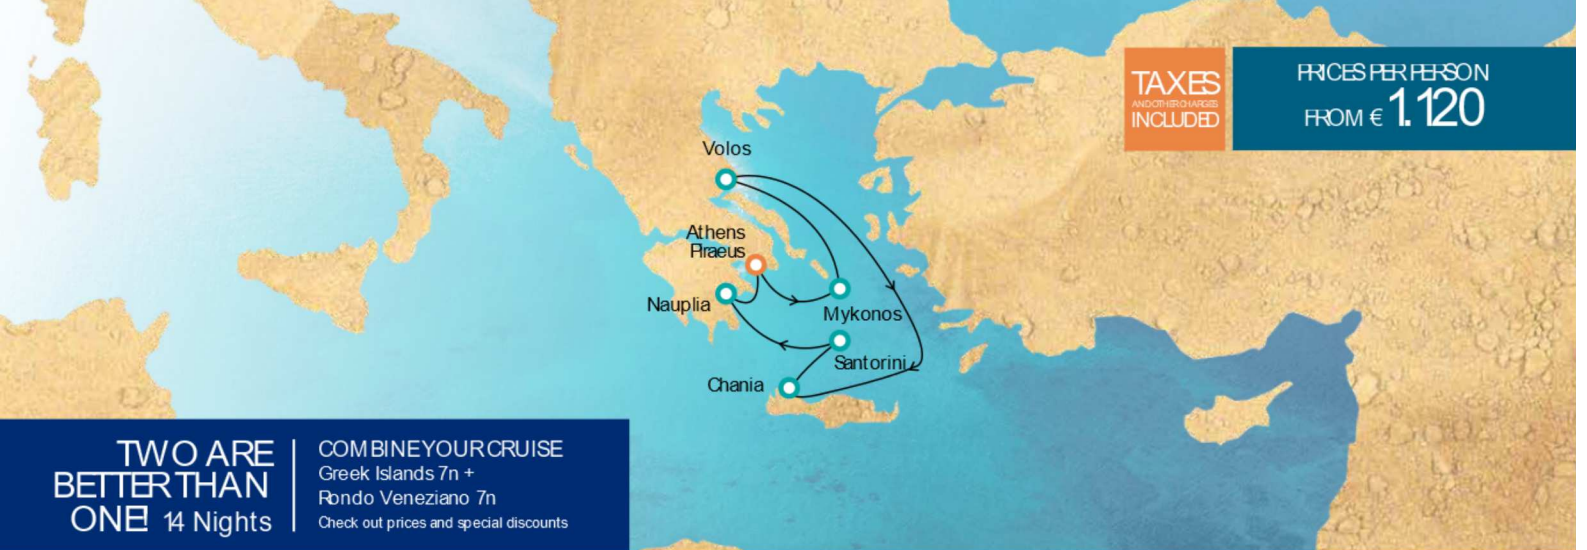 TAXES
AND OTHER CHARGES
INCLUDED
PRICES PER PERSON
FROM € 1.120
Volos
Athens
Piraeus
Nauplia
Mykonos
Santorini
Chania
TWO ARE
BETTER THAN
ONE! 14 Nights
COMBINE YOUR CRUISE
Greek Islands 7n +
Rondo Veneziano 7n
Check out prices and special discounts